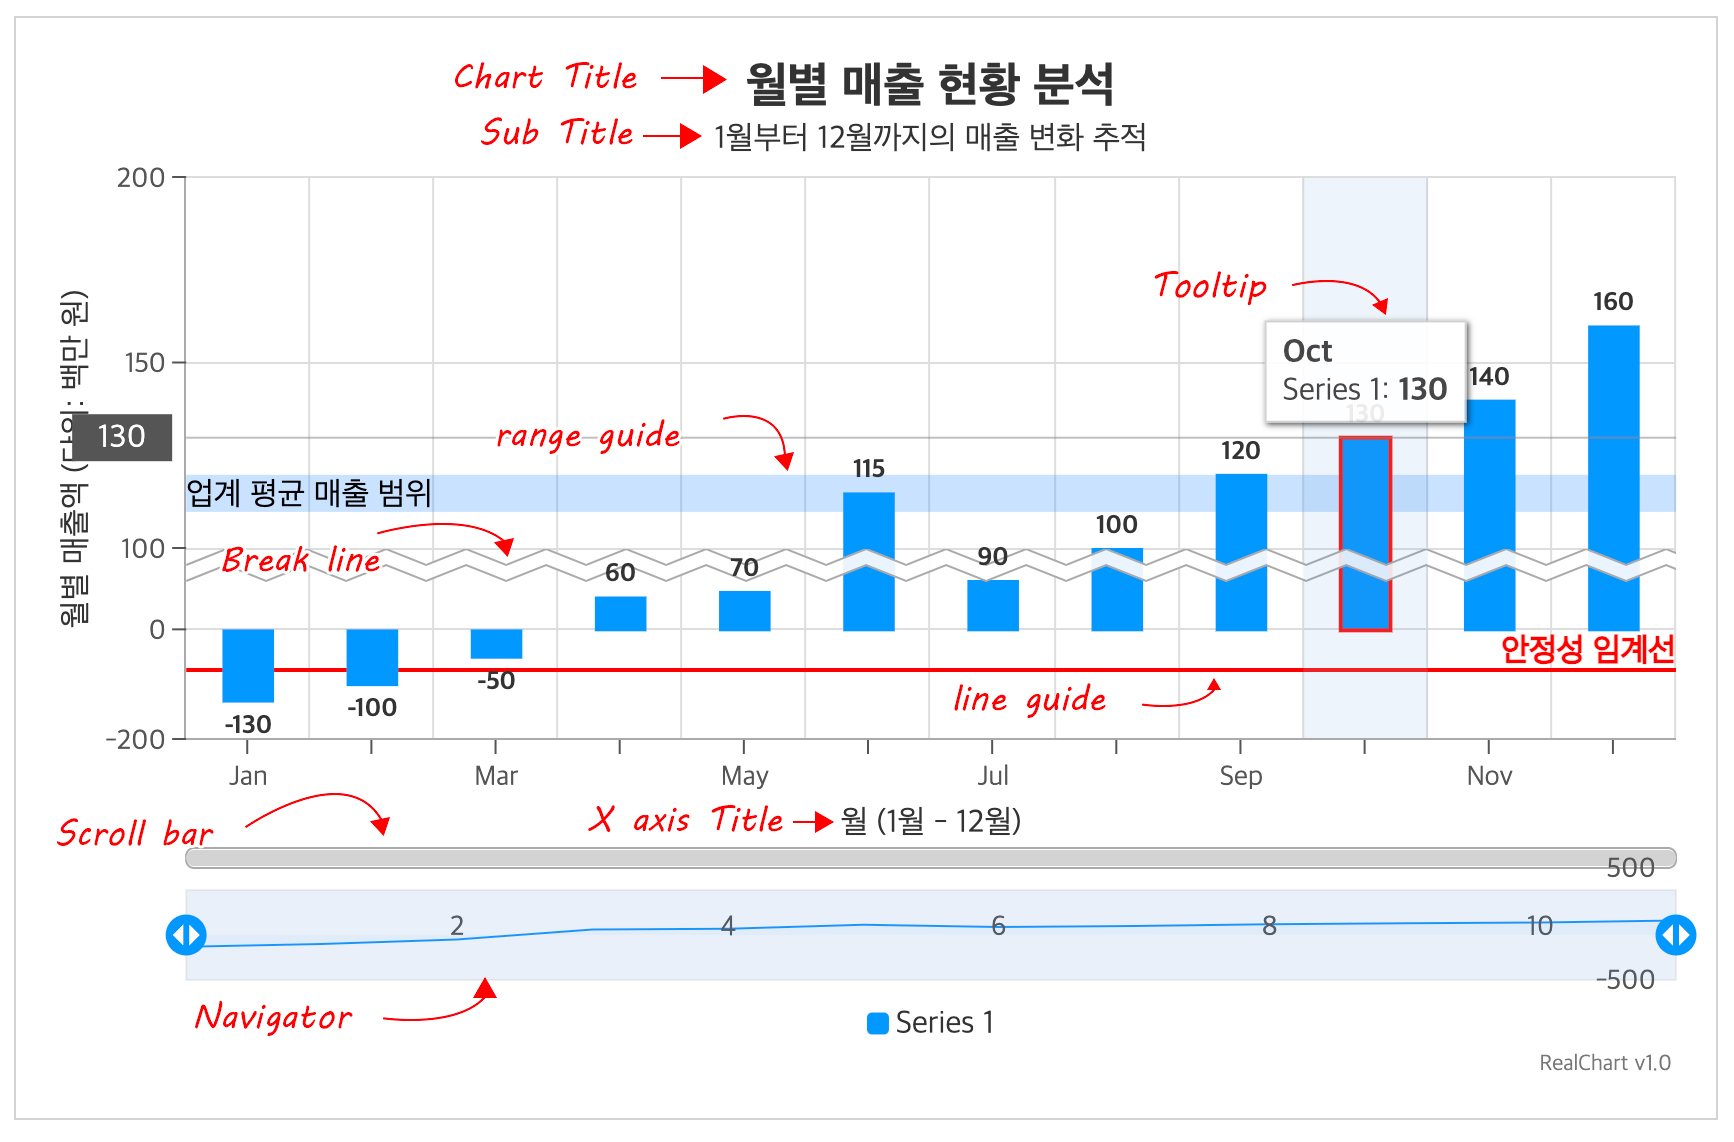 Chart Title
월별 매출 현황 분석
Sub Title
1월부터 12월까지의 매출 변화 추적
월별 매출액 (단위: 백만 원)
200
150
130
100
0
-200
Tooltip
Oct
Series 1: 130
130
range guide
업계 평균 매출 범위
Break line
-130
-100
-50
60
70
115
90
100
120
140
160
안정성 임계선
line guide
Jan
Mar
May
Jul
Sep
Nov
X axis Title
월 (1월 - 12월)
Scroll bar
500
2
4
6
8
10
-500
Navigator
Series 1
RealChart v1.0